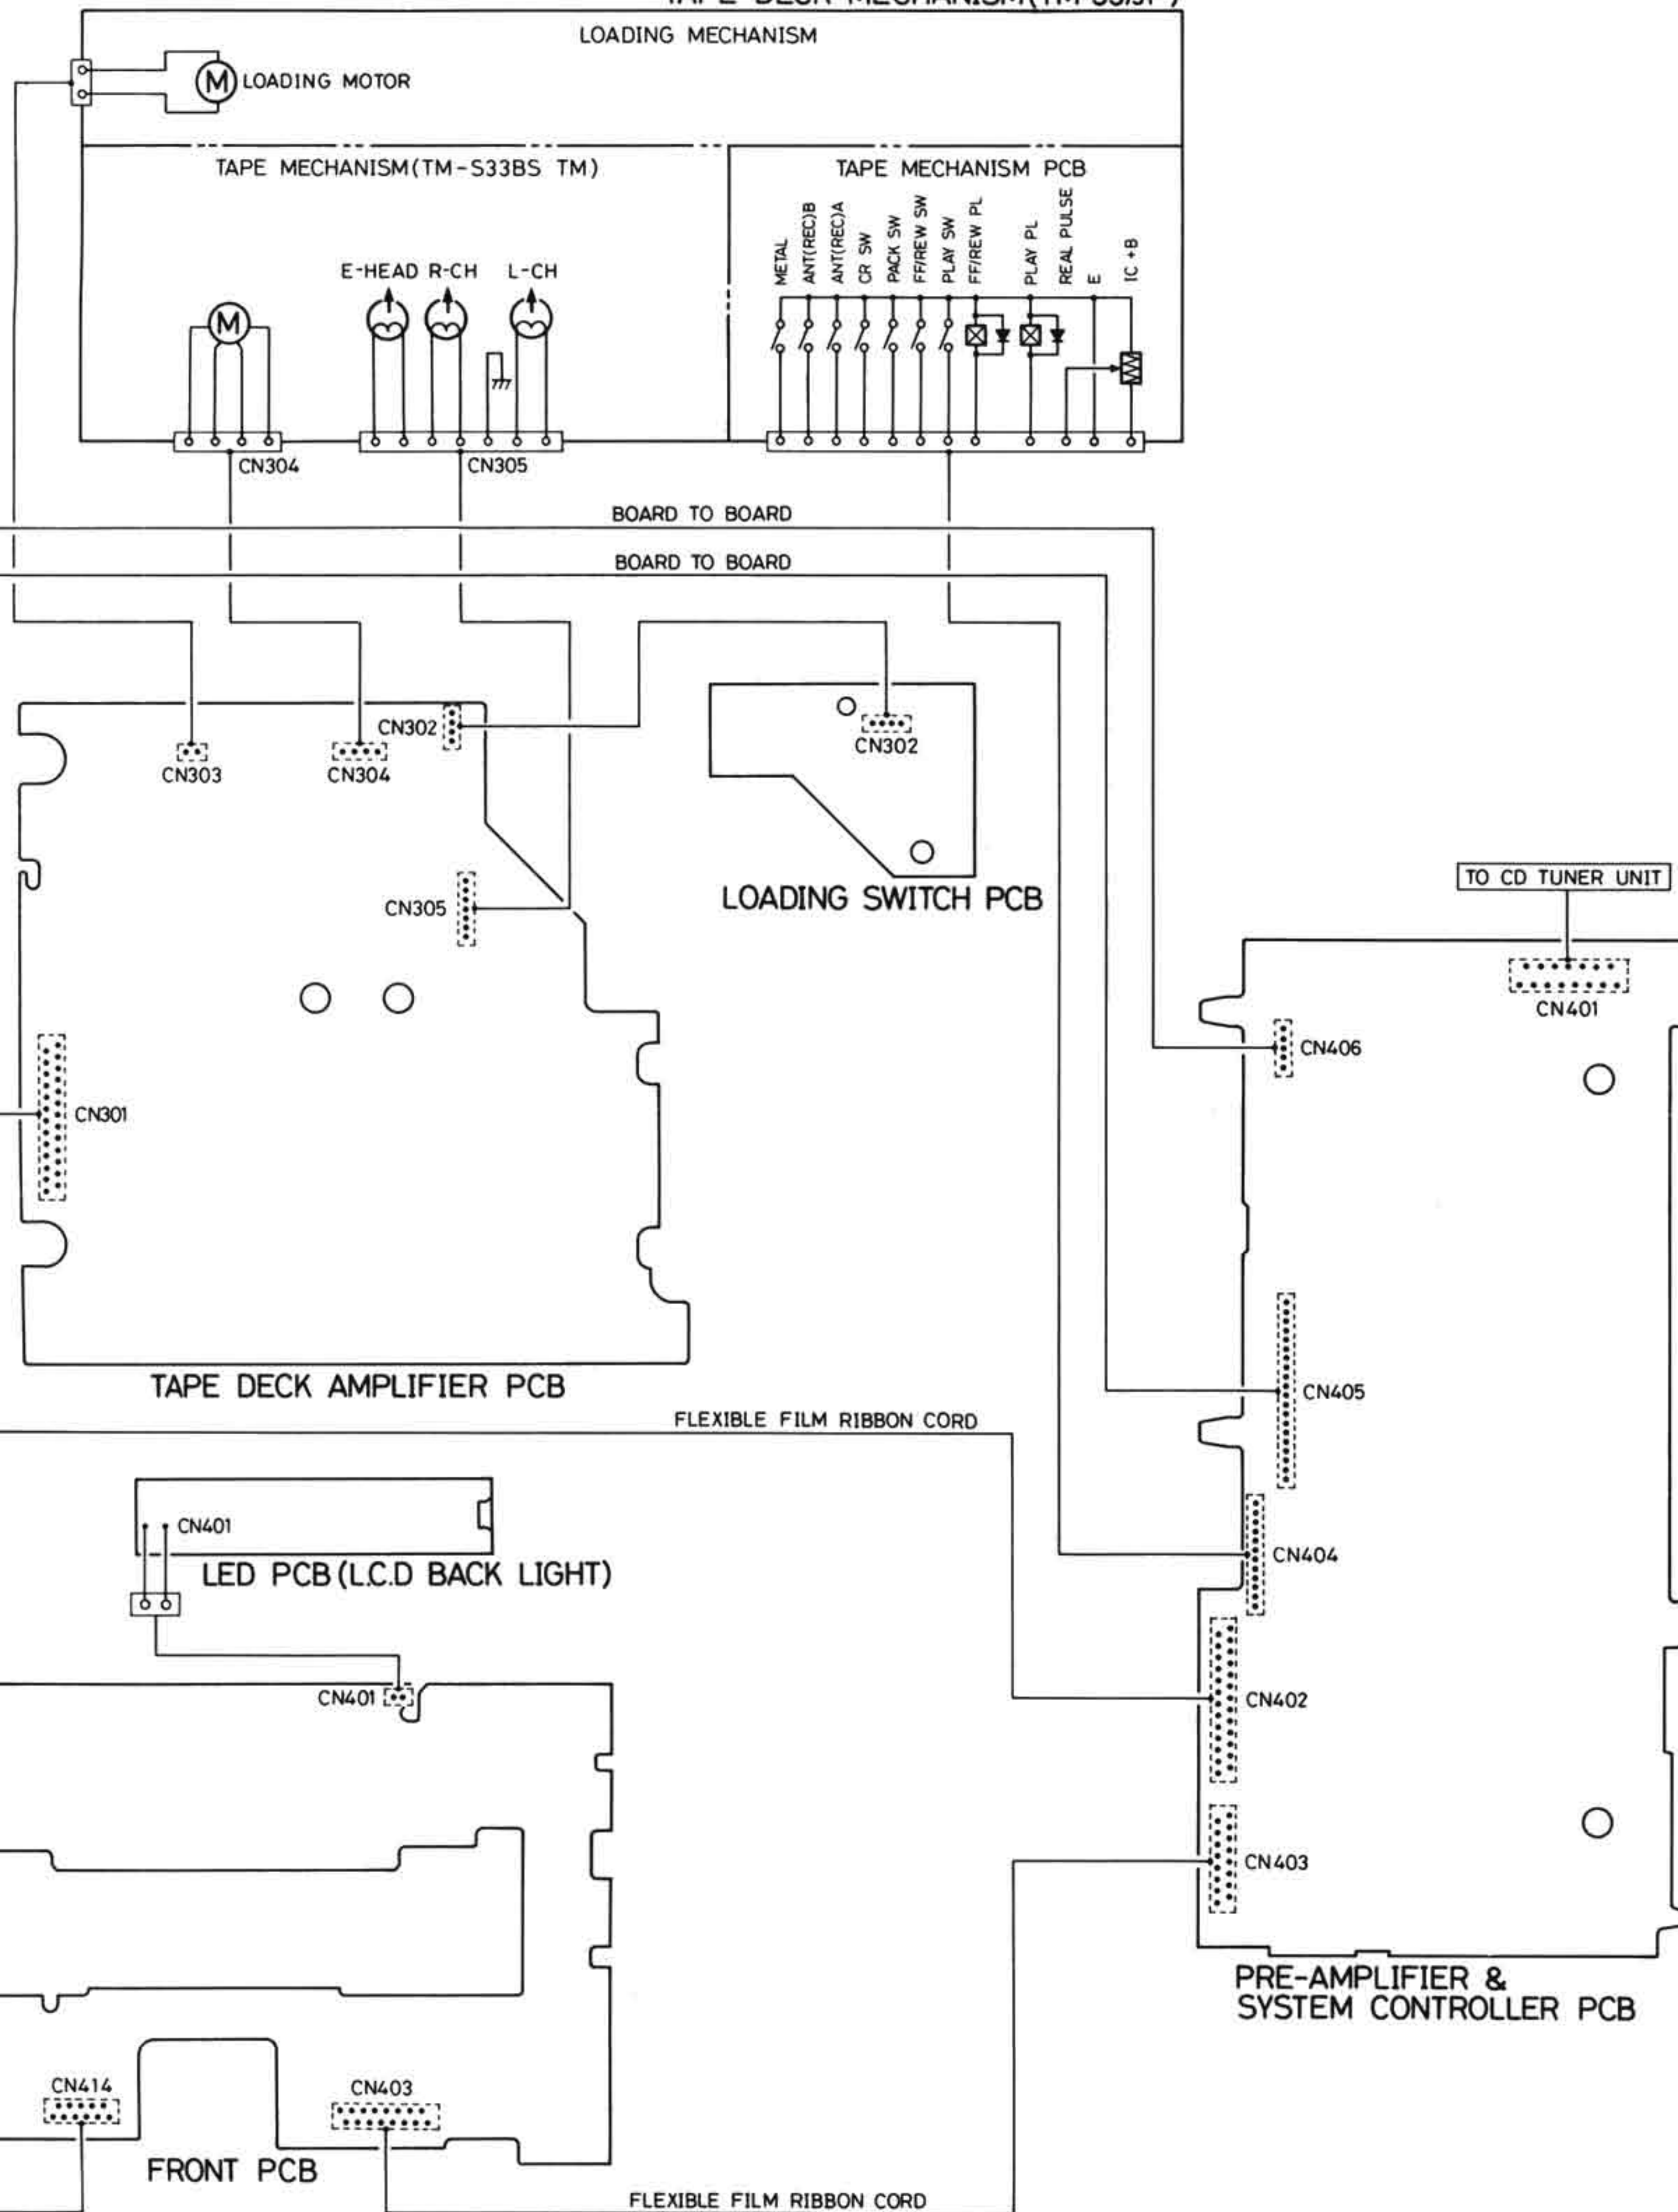 LOADING MECHANISM
M
LOADING MOTOR
TAPE MECHANISM(TM-S33BS TM)
TAPE MECHANISM PCB
METAL
ANT(REC)B
ANT(REC)A
CR SW
PACK SW
FF/REW SW
PLAY SW
FF/REW PL
PLAY PL
REAL PULSE
E
IC +B
E-HEAD R-CH L-CH
M
CN304
CN305
BOARD TO BOARD
BOARD TO BOARD
CN302
CN303
CN304
CN302
CN305
LOADING SWITCH PCB
TO CD TUNER UNIT
CN401
CN406
CN301
TAPE DECK AMPLIFIER PCB
CN405
FLEXIBLE FILM RIBBON CORD
CN401
LED PCB(L.C.D BACK LIGHT)
CN404
CN401
CN402
CN403
PRE-AMPLIFIER &
SYSTEM CONTROLLER PCB
CN414
CN403
FRONT PCB
FLEXIBLE FILM RIBBON CORD